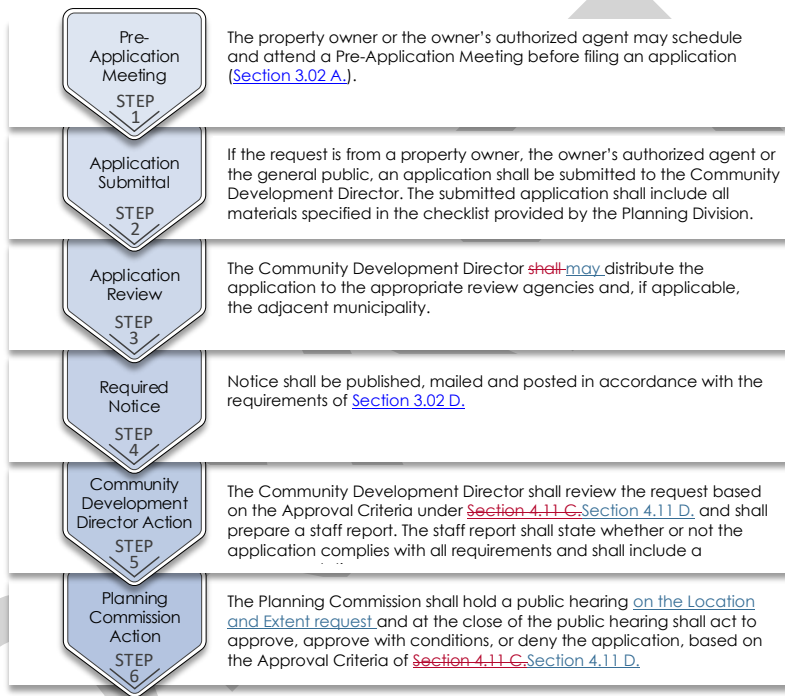 Pre-
Application
Meeting
STEP
1
The property owner or the owner's authorized agent may schedule
and attend a Pre-Application Meeting before filing an application
(Section 3.02 A.).
Application
Submittal
STEP
2
If the request is from a property owner, the owner's authorized agent or
the general public, an application shall be submitted to the Community
Development Director. The submitted application shall include all
materials specified in the checklist provided by the Planning Division.
Application
Review
STEP
3
The Community Development Director shall may distribute the
application to the appropriate review agencies and, if applicable,
the adjacent municipality.
Required
Notice
STEP
4
Notice shall be published, mailed and posted in accordance with the
requirements of Section 3.02 D.
Community
Development
Director Action
STEP
5
The Community Development Director shall review the request based
on the Approval Criteria under Section 4.11 C.Section 4.11 D. and shall
prepare a staff report. The staff report shall state whether or not the
application complies with all requirements and shall include a
Planning
Commission
Action
STEP
6
The Planning Commission shall hold a public hearing on the Location
and Extent request and at the close of the public hearing shall act to
approve, approve with conditions, or deny the application, based on
the Approval Criteria of Section 4.11 C.Section 4.11 D.